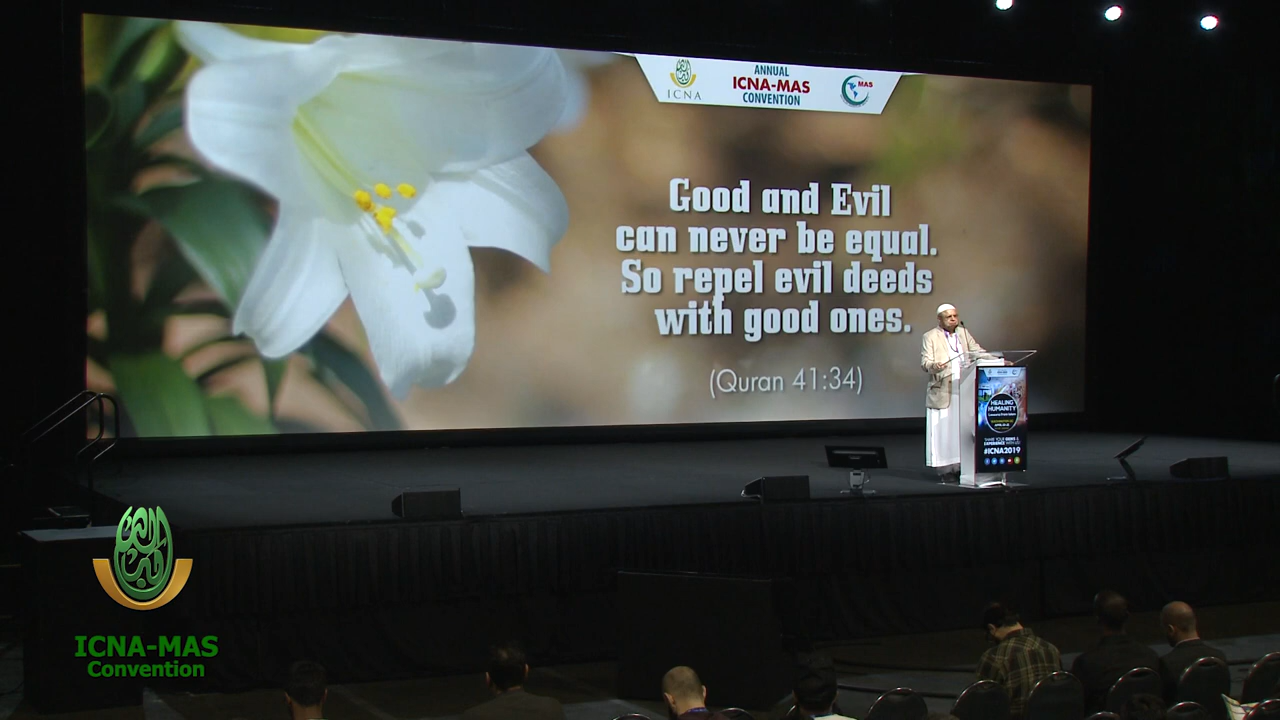 ICNA
ANNUAL
ICNA-MAS
CONVENTION
MAS
Good and Evil
can never be equal.
So repel evil deeds
with good ones.
(Quran 41:34)
HEALING
HUMANITY
#ICNA2019
ICNA-MAS
Convention